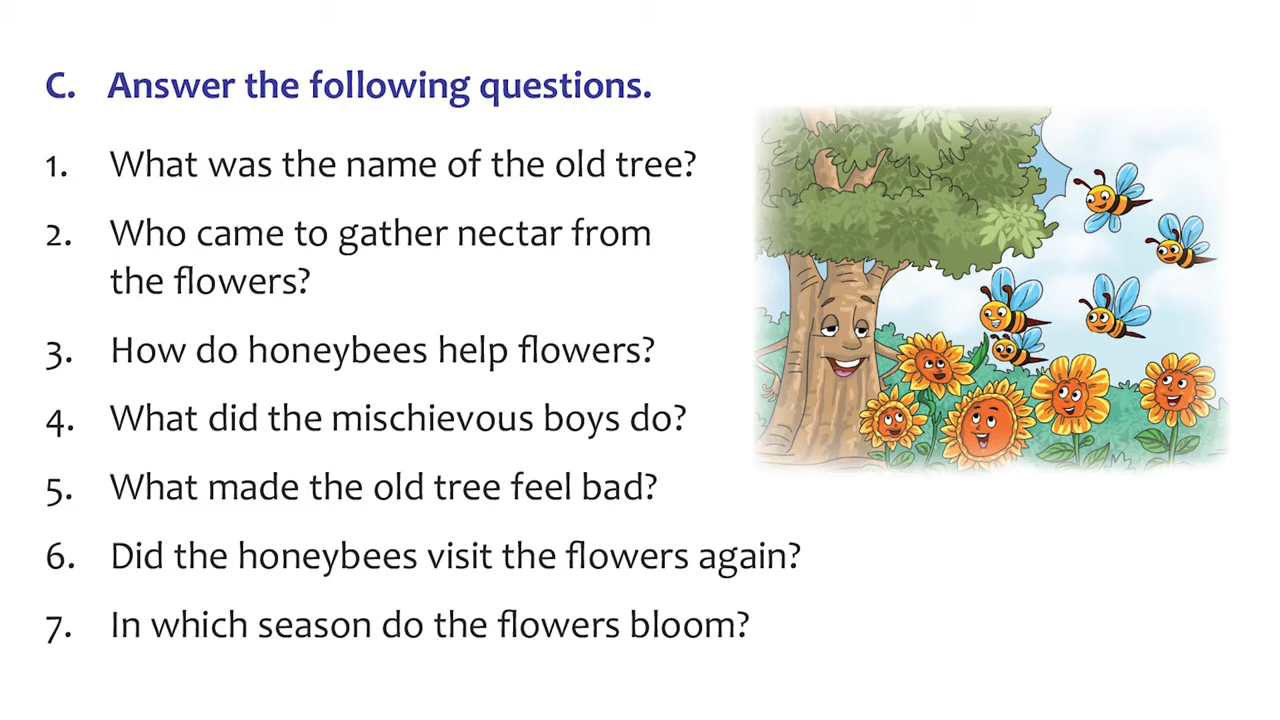 C. Answer the following questions.
1. What was the name of the old tree?
2. Who came to gather nectar from
the flowers?
3. How do honeybees help flowers?
4. What did the mischievous boys do?
5. What made the old tree feel bad?
6. Did the honeybees visit the flowers again?
7. In which season do the flowers bloom?